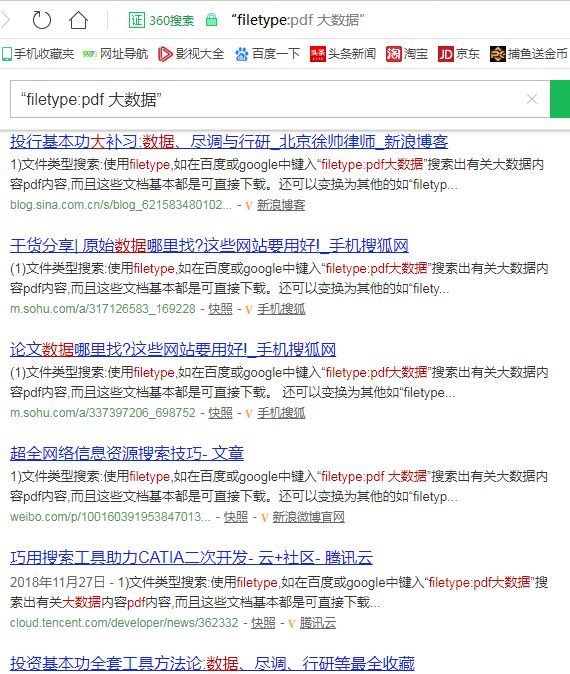 证 360搜索 “filetype:pdf 大数据”
手机收藏夹 网址导航 影视大全 百度一下 头条 头条新闻 淘 淘宝 JD 京东 捕鱼送金币
“filetype:pdf 大数据” ×
投行基本功大补习:数据、尽调与行研_北京徐帅律师_新浪博客
1)文件类型搜索:使用filetype,如在百度或google中键入“filetype:pdf大数据”搜索出有关大数据内
容pdf内容,而且这些文档基本都是可直接下载。还可以变换为其他的如“filetyp...
blog.sina.com.cn/s/blog_621583480102... - v 新浪博客
干货分享| 原始数据哪里找?这些网站要用好!_手机搜狐网
(1)文件类型搜索:使用filetype,如在百度或google中键入“filetype:pdf大数据”搜索出有关大数据
内容pdf内容,而且这些文档基本都是可直接下载。还可以变换为其他的如“filety...
m.sohu.com/a/317126583_169228 - 快照 - v 手机搜狐
论文数据哪里找?这些网站要用好!_手机搜狐网
(1)文件类型搜索:使用filetype,如在百度或google中键入“filetype:pdf大数据”搜索出有关大数据
内容pdf内容,而且这些文档基本都是可直接下载。 还可以变换为其他的如“filetype...
m.sohu.com/a/337397206_698752 - 快照 - v 手机搜狐
超全网络信息资源搜索技巧- 文章
1)文件类型搜索:使用filetype,如在百度或google中键入“filetype:pdf 大数据”搜索出有关大数据
内容pdf内容,而且这些文档基本都是可直接下载。还可以变换为其他的如“filetyp...
weibo.com/p/100160391953847013... - 快照 - v 新浪微博官网
巧用搜索工具助力CATIA二次开发- 云+社区- 腾讯云
2018年11月27日 - 1)文件类型搜索:使用filetype,如在百度或google中键入“filetype:pdf大数据”搜
索出有关大数据内容pdf内容,而且这些文档基本都是可直接下载...
cloud.tencent.com/developer/news/362332 - 快照 - v 腾讯云
投资基本功全套工具方法论:数据、尽调、行研等最全收藏